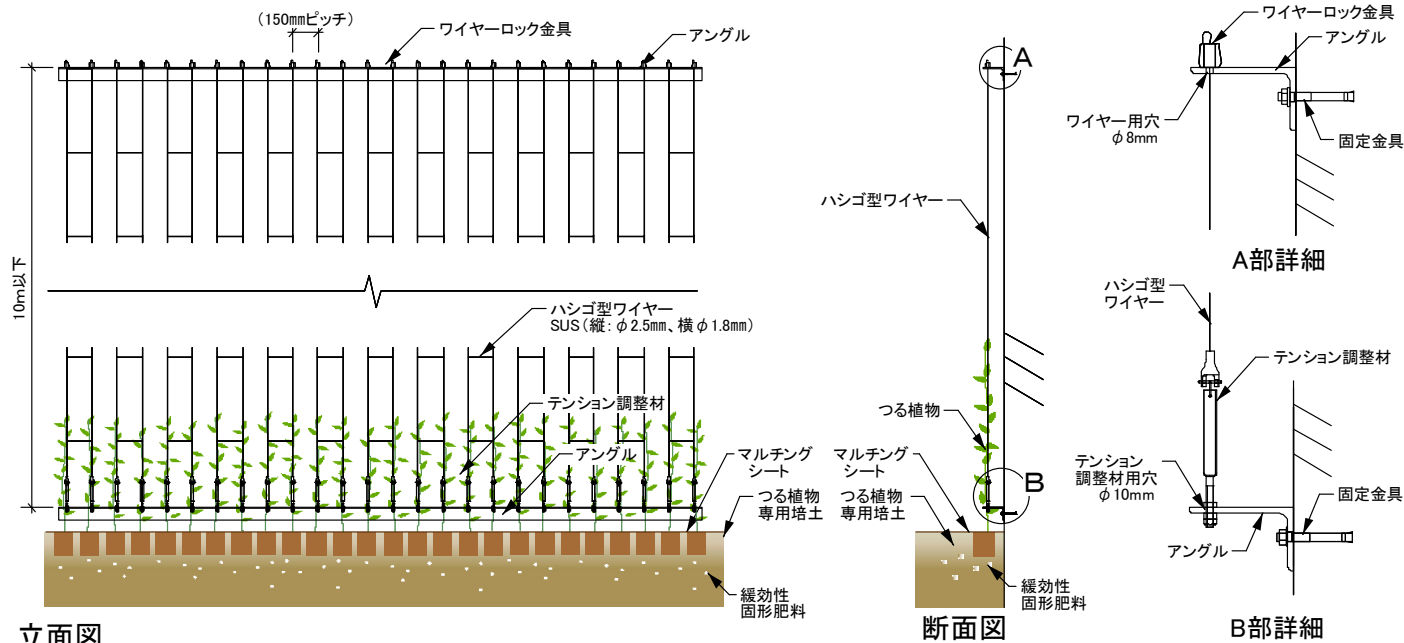 (150mmピッチ)
ワイヤーロック金具
アングル
10m以下
ハシゴ型ワイヤー
SUS(縦:φ2.5mm、横φ1.8mm)
テンション調整材
アングル
マルチング
シート
つる植物
専用培土
緩効性
固形肥料
立面図
A
ハシゴ型ワイヤー
つる植物
マルチング
シート
つる植物
専用培土
B
緩効性
固形肥料
断面図
ワイヤーロック金具
アングル
ワイヤー用穴
φ8mm
固定金具
A部詳細
ハシゴ型
ワイヤー
テンション調整材
テンション
調整材用穴
φ10mm
固定金具
アングル
B部詳細